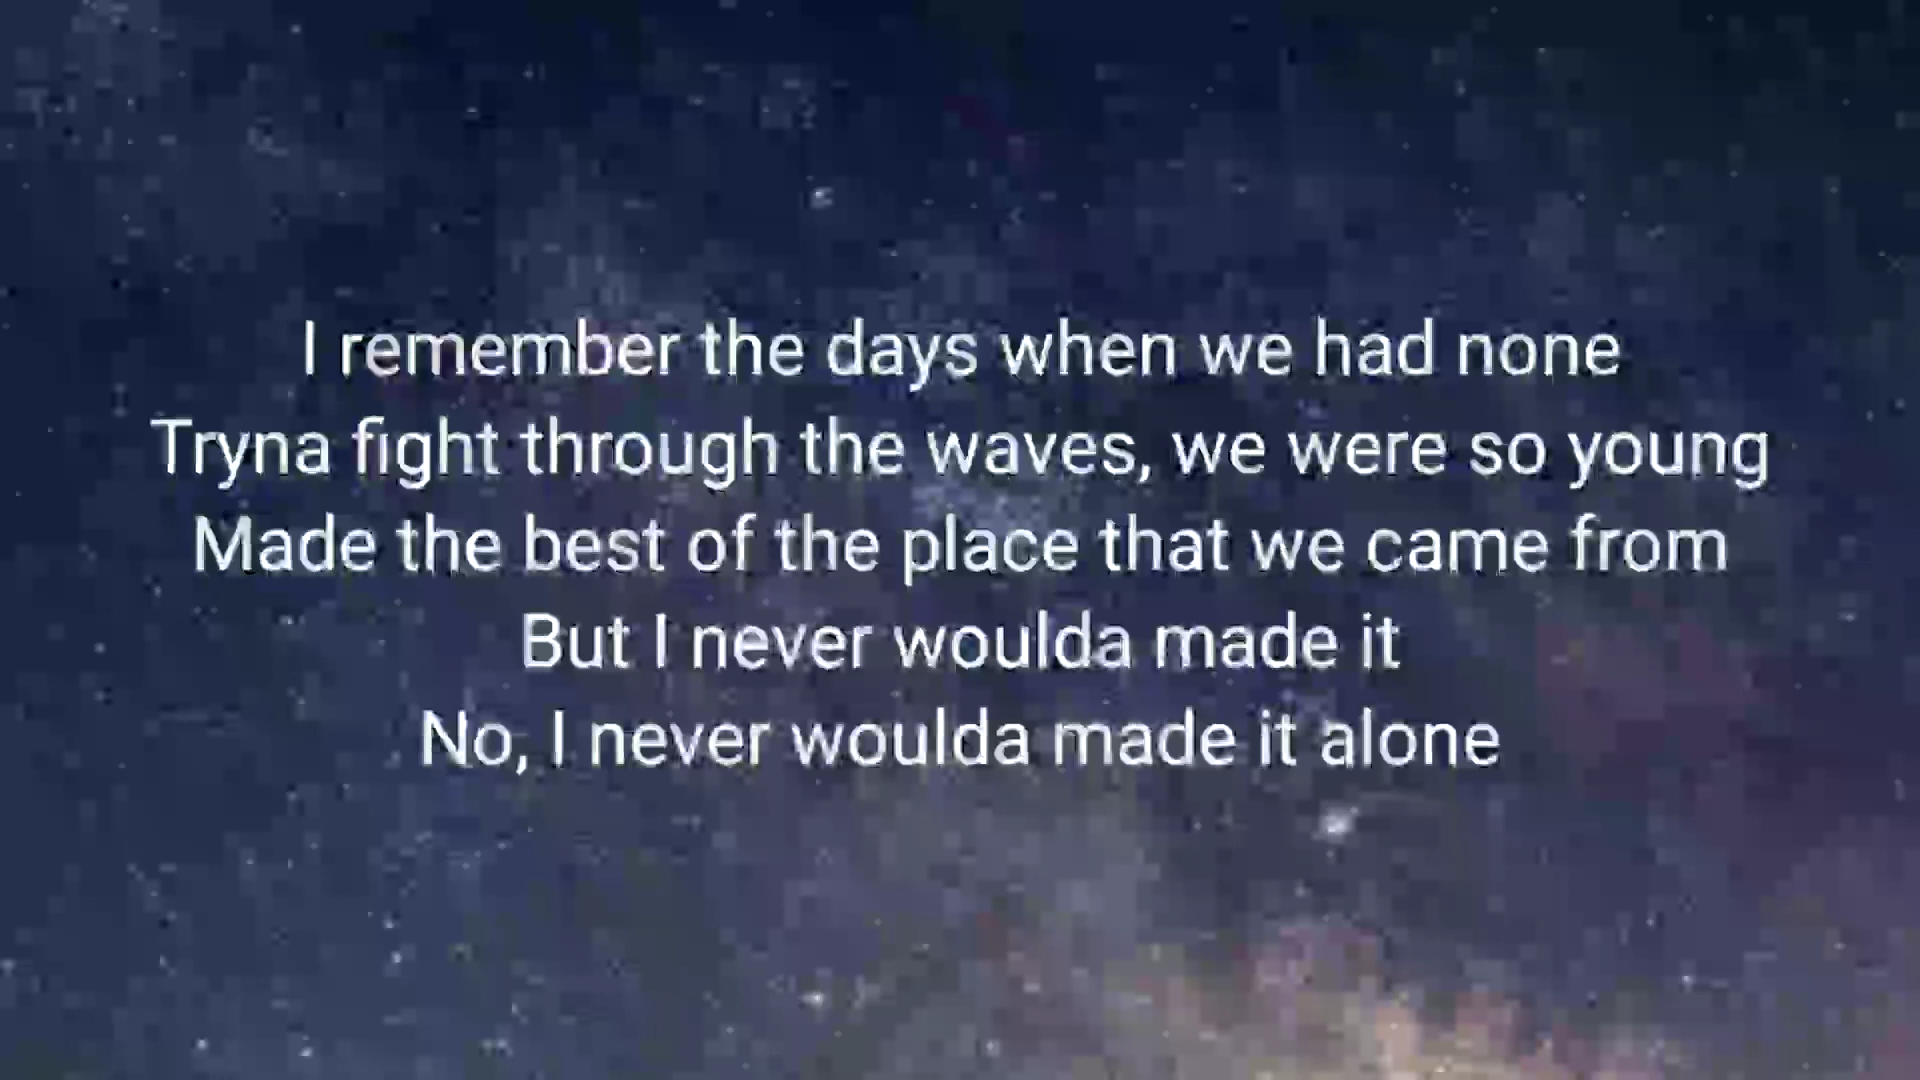 I remember the days when we had none
Tryna fight through the waves, we were so young
Made the best of the place that we came from
But I never woulda made it
No, I never woulda made it alone